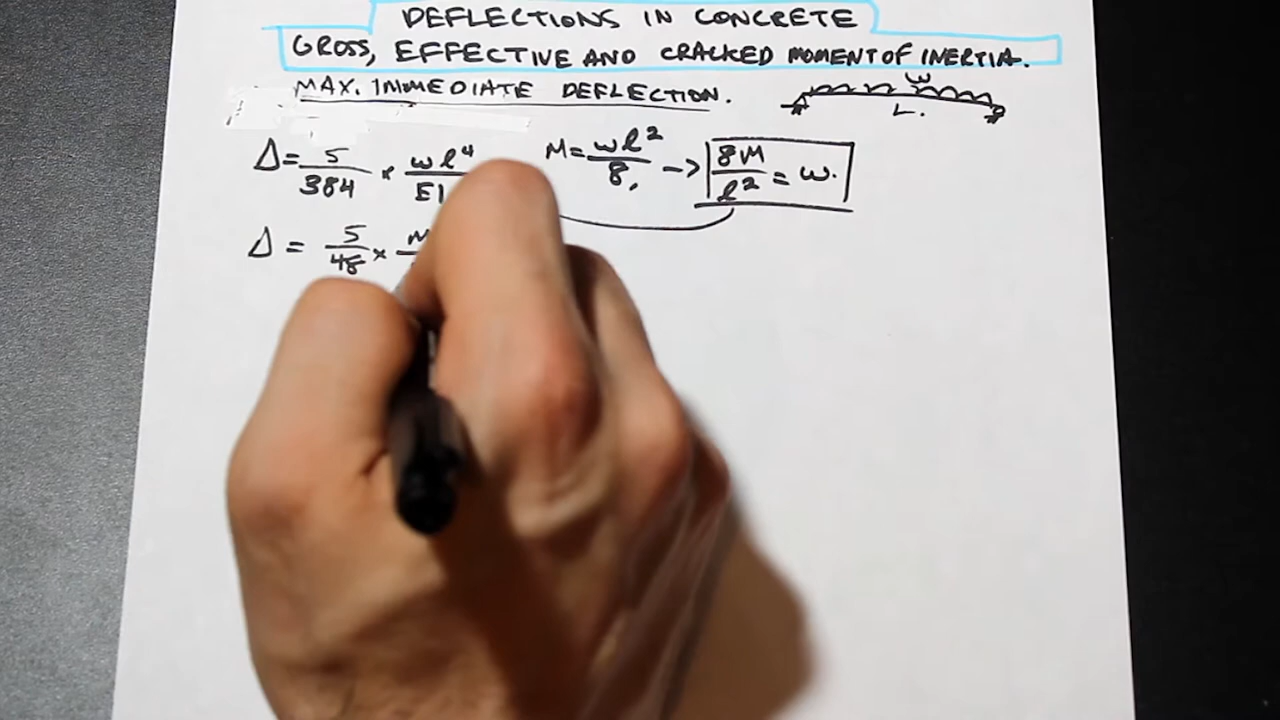 DEFLECTIONS IN CONCRETE
GROSS, EFFECTIVE AND CRACKED MOMENT OF INERTIA.
MAX. IMMEDIATE DEFLECTION.
w
L.
Δ = 5/384 × wl⁴/EI
M = wl²/8, → 8M/l² = w.
Δ = 5/48 × M